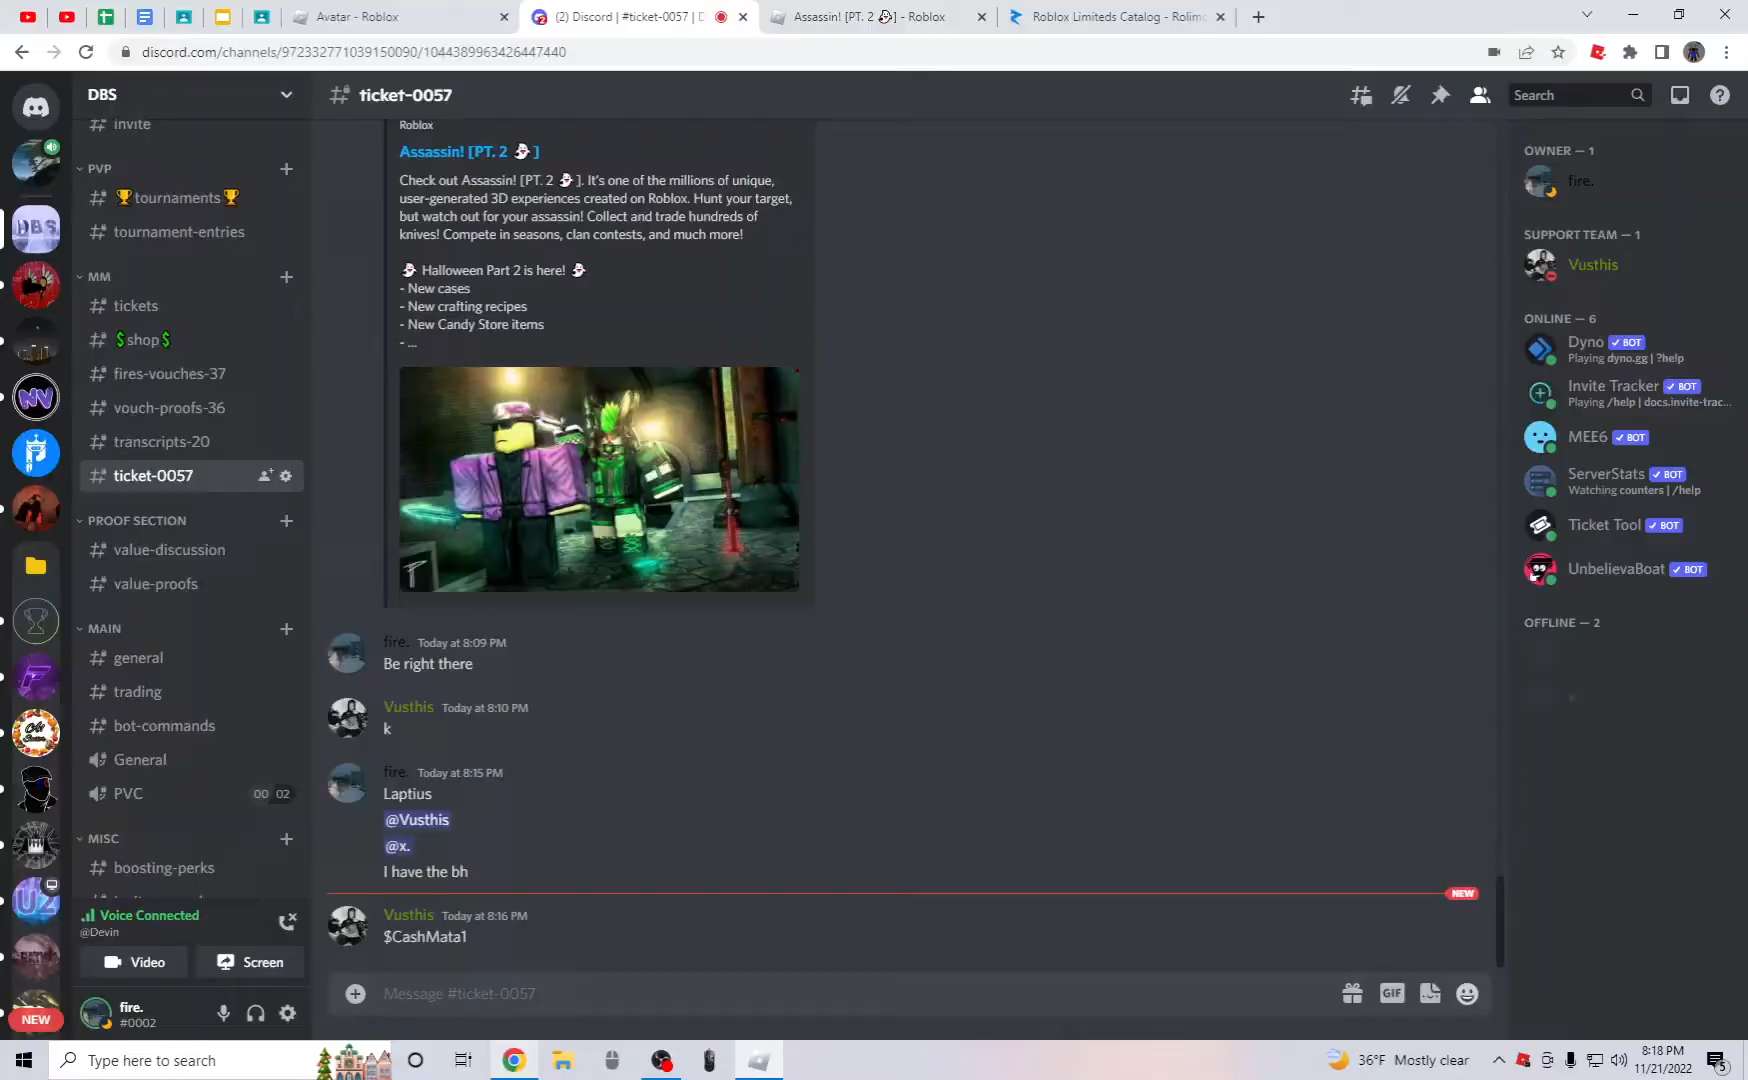 Avatar - Roblox
(2) Discord | #ticket-0057 | D
Assassin! [PT. 2 👻] - Roblox
Roblox Limiteds Catalog - Rolimo
discord.com/channels/972332771039150090/1044389963426447440
DBS
ticket-0057
Search
invite
PVP
🏆tournaments🏆
tournament-entries
MM
tickets
$shop$
fires-vouches-37
vouch-proofs-36
transcripts-20
ticket-0057
PROOF SECTION
value-discussion
value-proofs
MAIN
general
trading
bot-commands
General
PVC
00 02
MISC
boosting-perks
Voice Connected
@Devin
Video
Screen
fire.
#0002
NEW
Roblox
Assassin! [PT. 2 👻 ]
Check out Assassin! [PT. 2 👻 ]. It's one of the millions of unique,
user-generated 3D experiences created on Roblox. Hunt your target,
but watch out for your assassin! Collect and trade hundreds of
knives! Compete in seasons, clan contests, and much more!
👻 Halloween Part 2 is here! 👻
- New cases
- New crafting recipes
- New Candy Store items
- ...
fire. Today at 8:09 PM
Be right there
Vusthis Today at 8:10 PM
k
fire. Today at 8:15 PM
Laptius
@Vusthis
@x.
I have the bh
NEW
Vusthis Today at 8:16 PM
$CashMata1
Message #ticket-0057
GIF
OWNER — 1
fire.
SUPPORT TEAM — 1
Vusthis
ONLINE — 6
Dyno ✓ BOT
Playing dyno.gg | ?help
Invite Tracker ✓ BOT
Playing /help | docs.invite-trac...
MEE6 ✓ BOT
ServerStats ✓ BOT
Watching counters | /help
Ticket Tool ✓ BOT
UnbelievaBoat ✓ BOT
OFFLINE — 2
Type here to search
36°F Mostly clear
8:18 PM
11/21/2022
5